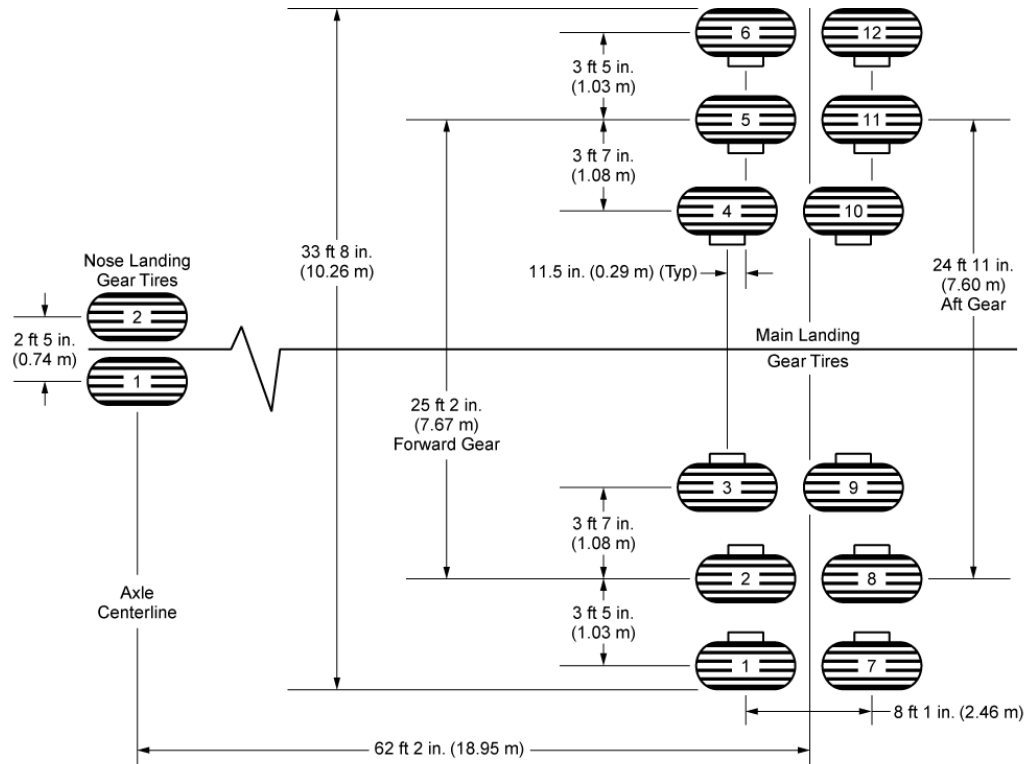 6
12
3 ft 5 in.
(1.03 m)
5
11
3 ft 7 in.
(1.08 m)
4
10
33 ft 8 in.
(10.26 m)
11.5 in. (0.29 m) (Typ)
24 ft 11 in.
(7.60 m)
Aft Gear
Nose Landing
Gear Tires
2
2 ft 5 in.
(0.74 m)
1
Main Landing
Gear Tires
25 ft 2 in.
(7.67 m)
Forward Gear
3
9
3 ft 7 in.
(1.08 m)
2
8
Axle
Centerline
3 ft 5 in.
(1.03 m)
1
7
8 ft 1 in. (2.46 m)
62 ft 2 in. (18.95 m)